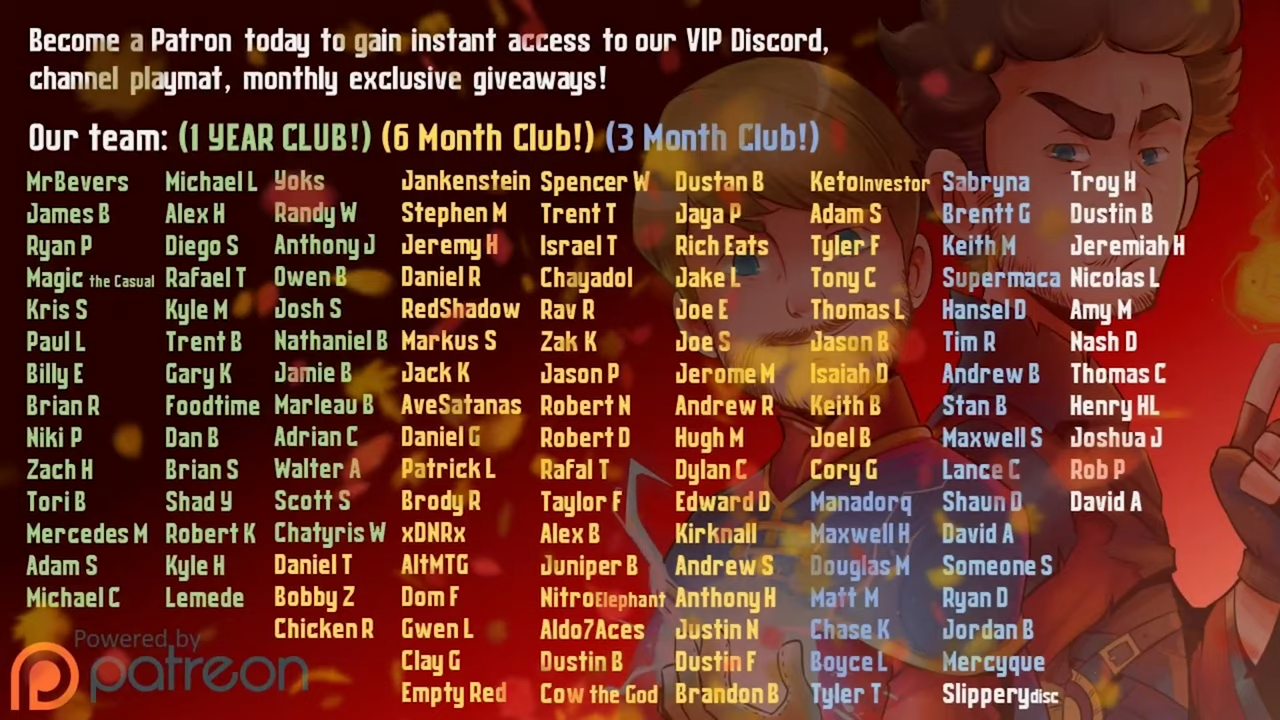 Become a Patron today to gain instant access to our VIP Discord,
channel playmat, monthly exclusive giveaways!
Our team: (1 YEAR CLUB!) (6 Month Club!) (3 Month Club!)
MrBevers Michael L Yoks Jankenstein Spencer W Dustan B KetoInvestor Sabryna Troy H
James B Alex H Randy W Stephen M Trent T Jaya P Adam S Brentt G Dustin B
Ryan P Diego S Anthony J Jeremy H Israel T Rich Eats Tyler F Keith M Jeremiah H
Magic the Casual Rafael T Owen B Daniel R Chayadol Jake L Tony C Supermaca Nicolas L
Kris S Kyle M Josh S RedShadow Rav R Joe E Thomas L Hansel D Amy M
Paul L Trent B Nathaniel B Markus S Zak K Joe S Jason B Tim R Nash D
Billy E Gary K Jamie B Jack K Jason P Jerome M Isaiah D Andrew B Thomas C
Brian R Foodtime Marleau B AveSatanas Robert N Andrew R Keith B Stan B Henry HL
Niki P Dan B Adrian C Daniel G Robert D Hugh M Joel B Maxwell S Joshua J
Zach H Brian S Walter A Patrick L Rafal T Dylan C Cory G Lance C Rob P
Tori B Shad Y Scott S Brody R Taylor F Edward D Manadorq Shaun D David A
Mercedes M Robert K Chatyris W xDNRx Alex B Kirknall Maxwell H David A
Adam S Kyle H Daniel T AltMTG Juniper B Andrew S Douglas M Someone S
Michael C Lemede Bobby Z Dom F NitroElephant Anthony H Matt M Ryan D
Chicken R Gwen L Aldo7Aces Justin N Chase K Jordan B
Clay G Dustin B Dustin F Boyce L Mercyque
Empty Red Cow the God Brandon B Tyler T Slipperydisc
Powered by
patreon